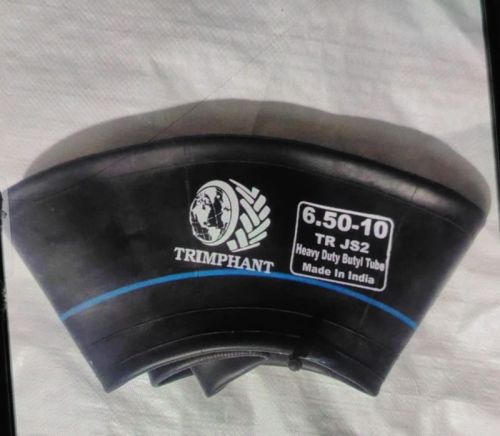 TRIMPHANT
6.50-10
TR JS2
Heavy Duty Butyl Tube
Made In India